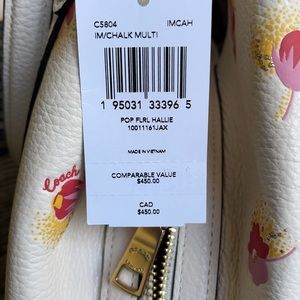 C5804 IMCAH
IM/CHALK MULTI
1 95031 33396 5
POP FLRL HALLIE
10011161JAX
MADE IN VIETNAM
COMPARABLE VALUE
$450.00
CAD
$450.00
Coach